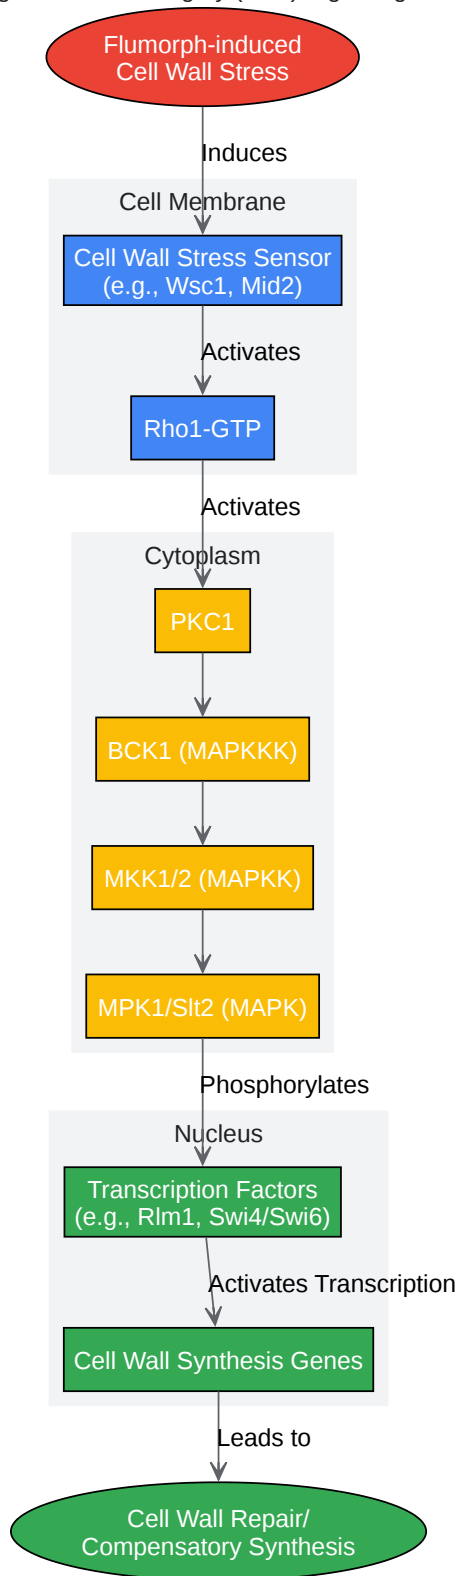 Flumorph-induced
Cell Wall Stress
Induces
Cell Membrane
Cell Wall Stress Sensor
(e.g., Wsc1, Mid2)
Activates
Rho1-GTP
Activates
Cytoplasm
PKC1
BCK1 (MAPKKK)
MKK1/2 (MAPKK)
MPK1/Slt2 (MAPK)
Phosphorylates
Nucleus
Transcription Factors
(e.g., Rlm1, Swi4/Swi6)
Activates Transcription
Cell Wall Synthesis Genes
Leads to
Cell Wall Repair/
Compensatory Synthesis